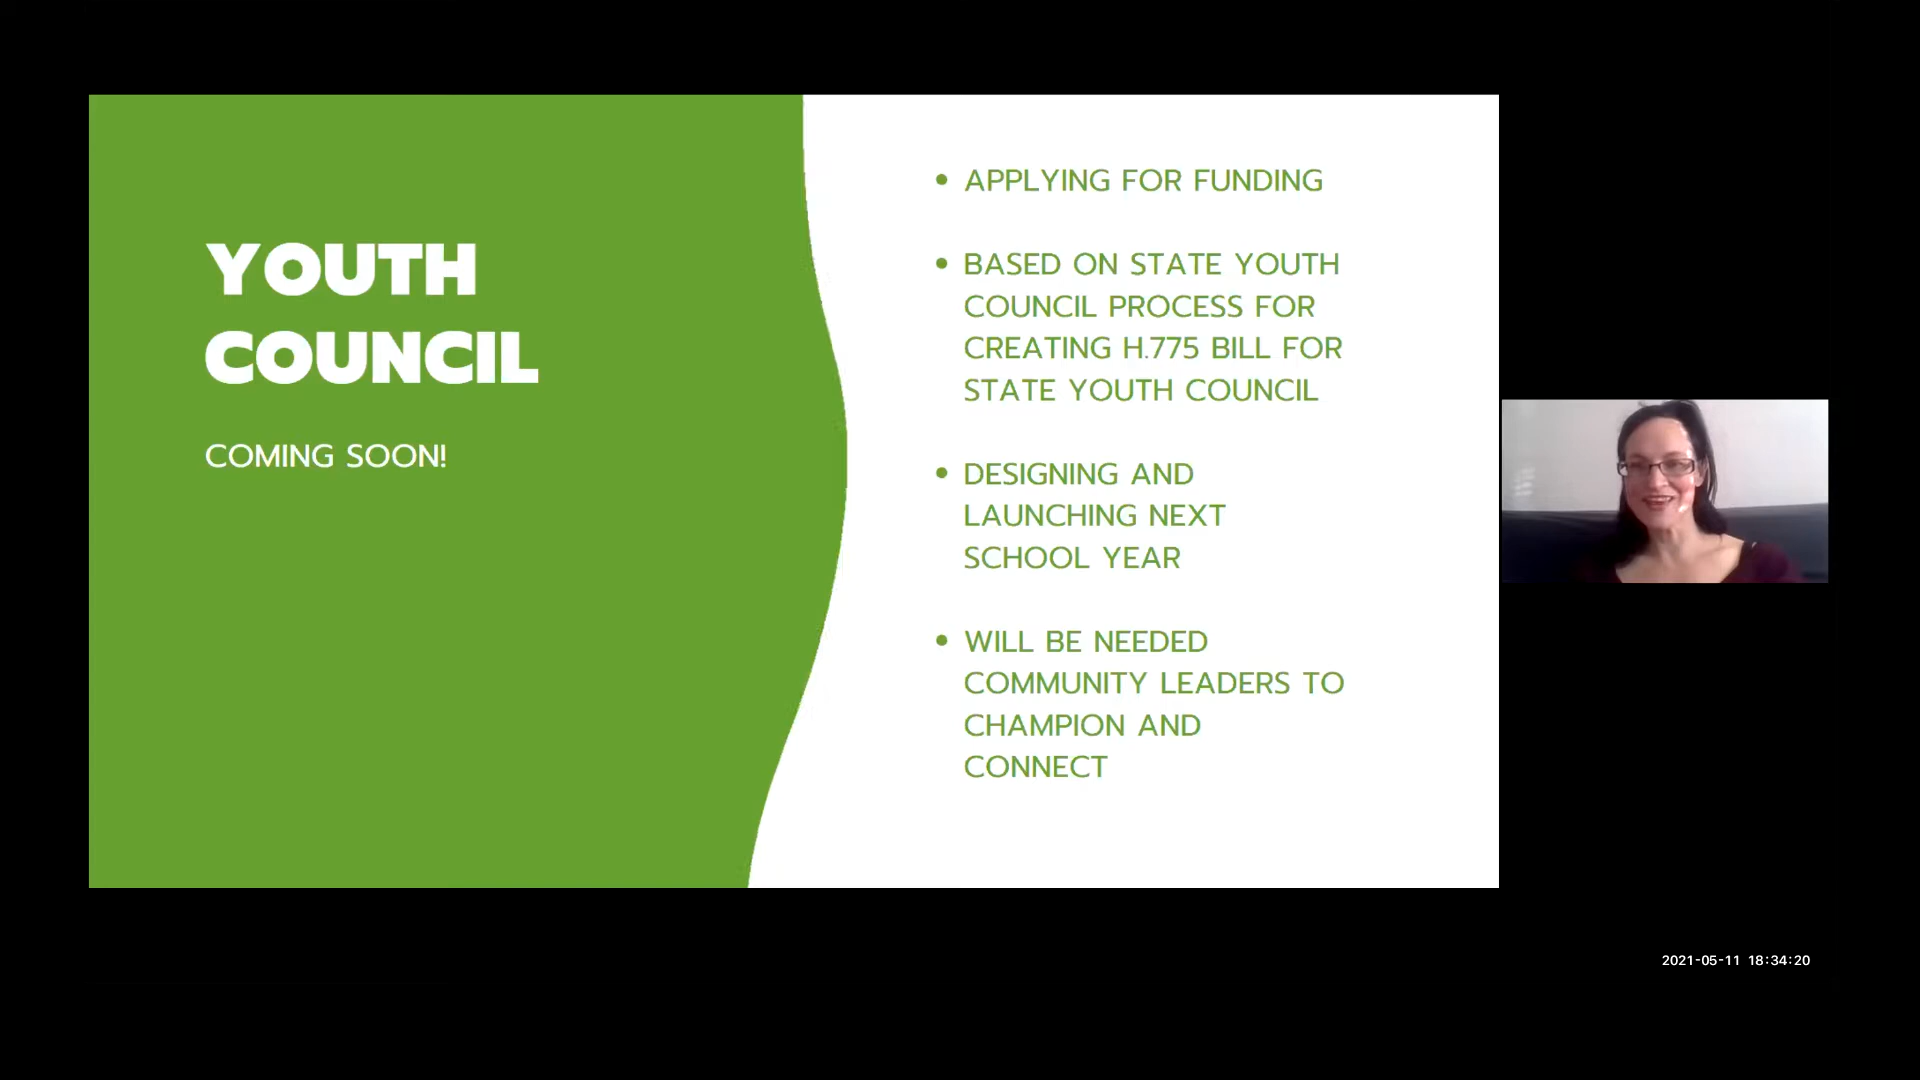 YOUTH
COUNCIL
COMING SOON!
• APPLYING FOR FUNDING
• BASED ON STATE YOUTH
COUNCIL PROCESS FOR
CREATING H.775 BILL FOR
STATE YOUTH COUNCIL
• DESIGNING AND
LAUNCHING NEXT
SCHOOL YEAR
• WILL BE NEEDED
COMMUNITY LEADERS TO
CHAMPION AND
CONNECT
2021-05-11 18:34:20